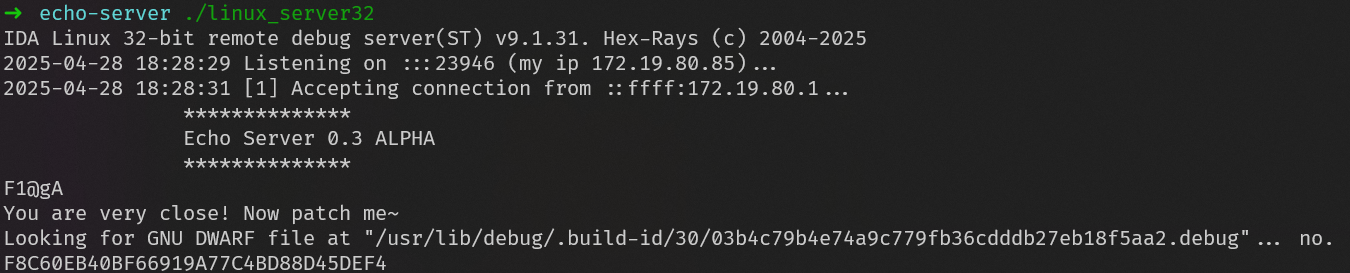 ➜ echo-server ./linux_server32
IDA Linux 32-bit remote debug server(ST) v9.1.31. Hex-Rays (c) 2004-2025
2025-04-28 18:28:29 Listening on :::23946 (my ip 172.19.80.85)...
2025-04-28 18:28:31 [1] Accepting connection from ::ffff:172.19.80.1...
**************
Echo Server 0.3 ALPHA
**************
F1@gA
You are very close! Now patch me~
Looking for GNU DWARF file at "/usr/lib/debug/.build-id/30/03b4c79b4e74a9c779fb36cdddb27eb18f5aa2.debug"... no.
F8C60EB40BF66919A77C4BD88D45DEF4